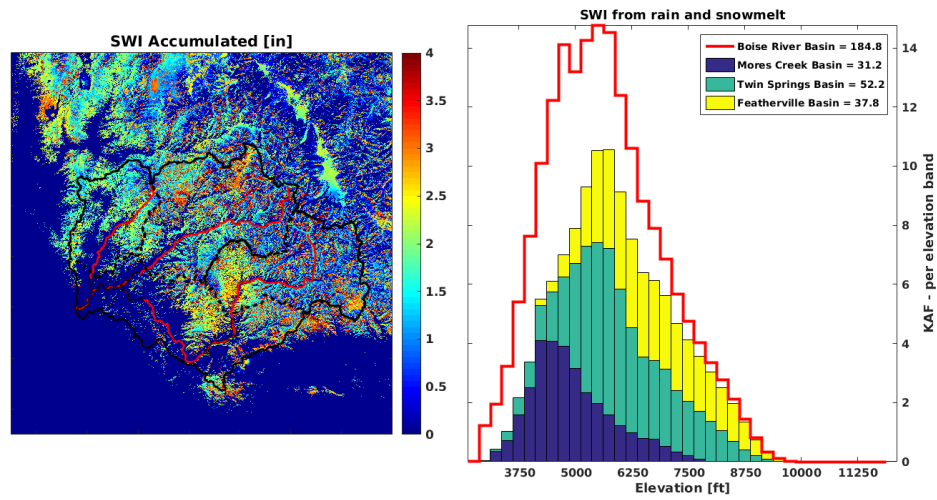 SWI Accumulated [in]
4
3.5
3
2.5
2
1.5
1
0.5
0
SWI from rain and snowmelt
Boise River Basin = 184.8
Mores Creek Basin = 31.2
Twin Springs Basin = 52.2
Featherville Basin = 37.8
14
12
10
8
6
4
2
0
KAF - per elevation band
3750 5000 6250 7500 8750 10000 11250
Elevation [ft]